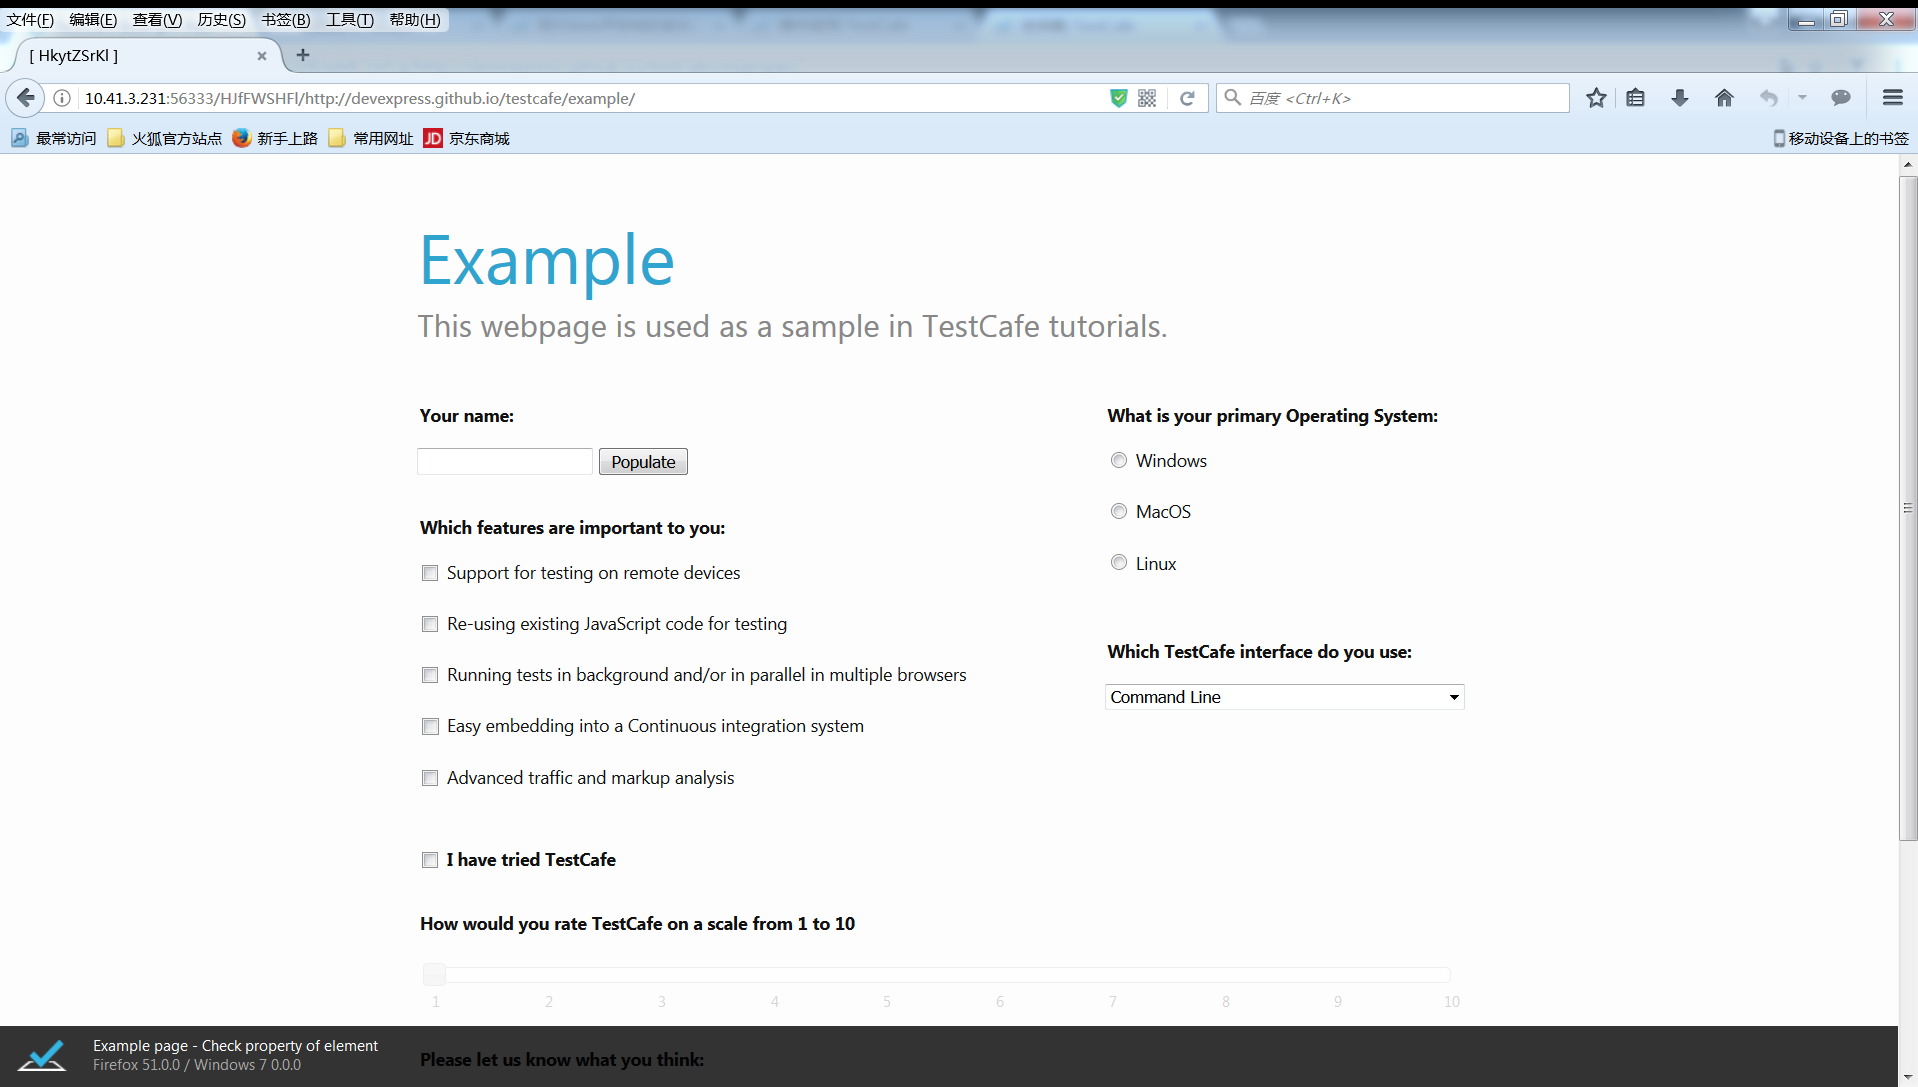 文件(F) 编辑(E) 查看(V) 历史(S) 书签(B) 工具(T) 帮助(H)
[ HkytZSrKl ]
10.41.3.231:56333/HJfFWSHFl/http://devexpress.github.io/testcafe/example/
百度 <Ctrl+K>
最常访问 火狐官方站点 新手上路 常用网址 JD 京东商城 移动设备上的书签
Example
This webpage is used as a sample in TestCafe tutorials.
Your name:
Populate
Which features are important to you:
Support for testing on remote devices
Re-using existing JavaScript code for testing
Running tests in background and/or in parallel in multiple browsers
Easy embedding into a Continuous integration system
Advanced traffic and markup analysis
What is your primary Operating System:
Windows
MacOS
Linux
Which TestCafe interface do you use:
Command Line
I have tried TestCafe
How would you rate TestCafe on a scale from 1 to 10
1 2 3 4 5 6 7 8 9 10
Example page - Check property of element
Firefox 51.0.0 / Windows 7 0.0.0
Please let us know what you think: